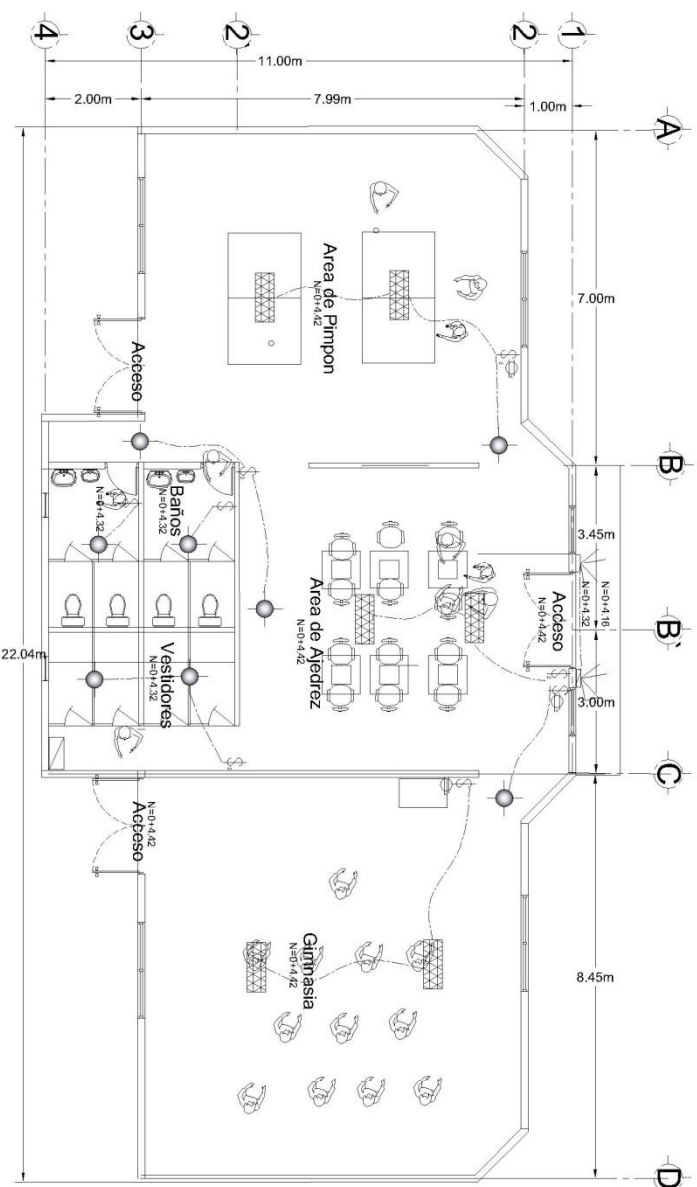 4
3
2'
2
1
11.00m
2.00m
7.99m
1.00m
A
7.00m
Area de Pimpon
N=0+4.42
Acceso
$
2
B
3.45m
$
Baños
N=0+4.32
N=0+4.32
$
$
Area de Ajedrez
N=0+4.42
Acceso
N=0+4.42
N=0+4.32
N=0+4.16
B`
Vestidores
N=0+4.32
22.04m
3.00m
$
$
$
2
C
$
Acceso
N=0+4.42
8.45m
Gimnasia
N=0+4.42
D